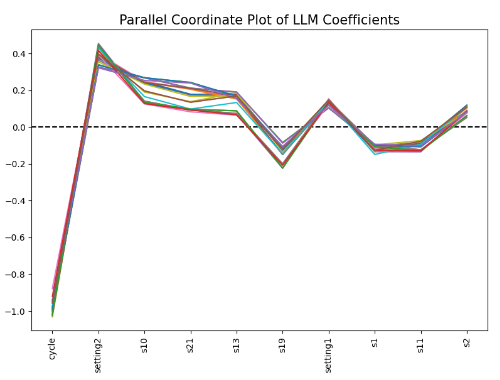 Parallel Coordinate Plot of LLM Coefficients
0.4
0.2
0.0
−0.2
−0.4
−0.6
−0.8
−1.0
cycle
setting2
s10
s21
s13
s19
setting1
s1
s11
s2